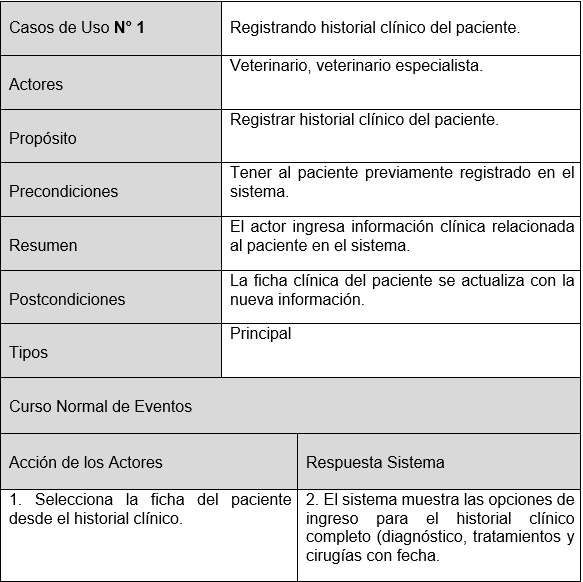 Casos de Uso N° 1
Registrando historial clínico del paciente.
Actores
Veterinario, veterinario especialista.
Propósito
Registrar historial clínico del paciente.
Precondiciones
Tener al paciente previamente registrado en el
sistema.
Resumen
El actor ingresa información clínica relacionada
al paciente en el sistema.
Postcondiciones
La ficha clínica del paciente se actualiza con la
nueva información.
Tipos
Principal
Curso Normal de Eventos
Acción de los Actores
Respuesta Sistema
1. Selecciona la ficha del paciente
desde el historial clínico.
2. El sistema muestra las opciones de
ingreso para el historial clínico
completo (diagnóstico, tratamientos y
cirugías con fecha.